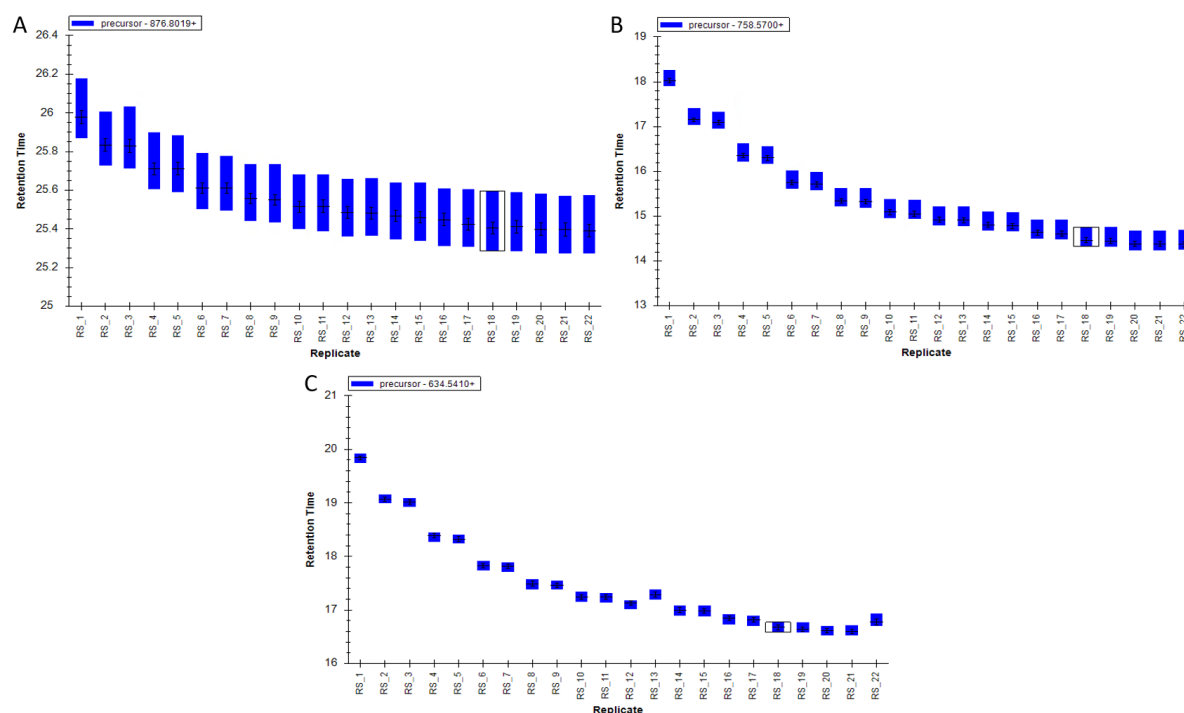 A
precursor - 876.8019+
26.4
26.2
26
25.8
25.6
25.4
25.2
25
Retention Time
RS_1
RS_2
RS_3
RS_4
RS_5
RS_6
RS_7
RS_8
RS_9
RS_10
RS_11
RS_12
RS_13
RS_14
RS_15
RS_16
RS_17
RS_18
RS_19
RS_20
RS_21
RS_22
Replicate
B
precursor - 758.5700+
19
18
17
16
15
14
13
Retention Time
RS_1
RS_2
RS_3
RS_4
RS_5
RS_6
RS_7
RS_8
RS_9
RS_10
RS_11
RS_12
RS_13
RS_14
RS_15
RS_16
RS_17
RS_18
RS_19
RS_20
RS_21
RS_22
Replicate
C
precursor - 634.5410+
21
20
19
18
17
16
Retention Time
RS_1
RS_2
RS_3
RS_4
RS_5
RS_6
RS_7
RS_8
RS_9
RS_10
RS_11
RS_12
RS_13
RS_14
RS_15
RS_16
RS_17
RS_18
RS_19
RS_20
RS_21
RS_22
Replicate